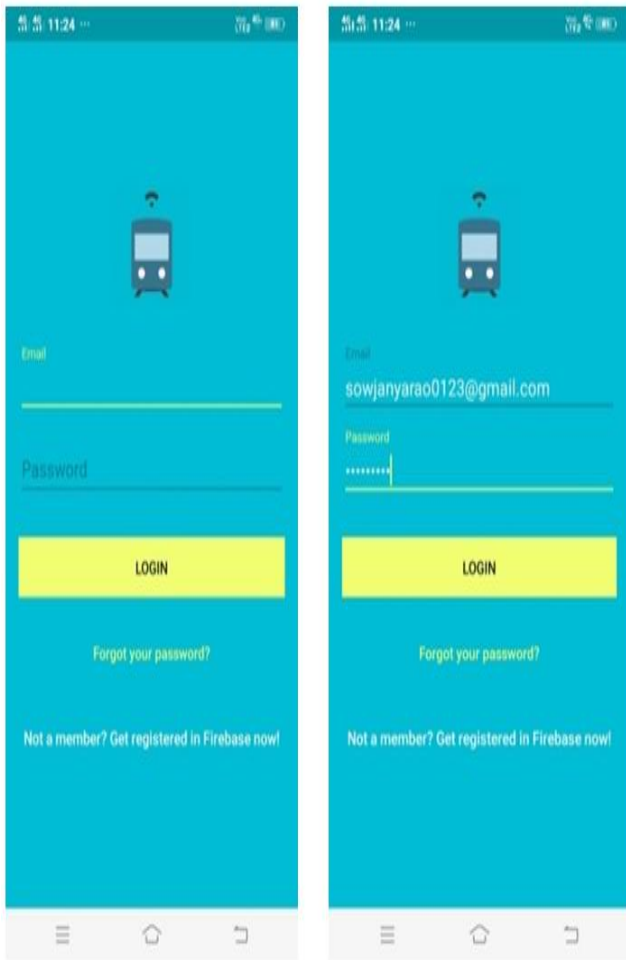 11:24 ···
Email
Password
LOGIN
Forgot your password?
Not a member? Get registered in Firebase now!
11:24 ···
Email
sowjanyarao0123@gmail.com
Password
•••••••••
LOGIN
Forgot your password?
Not a member? Get registered in Firebase now!